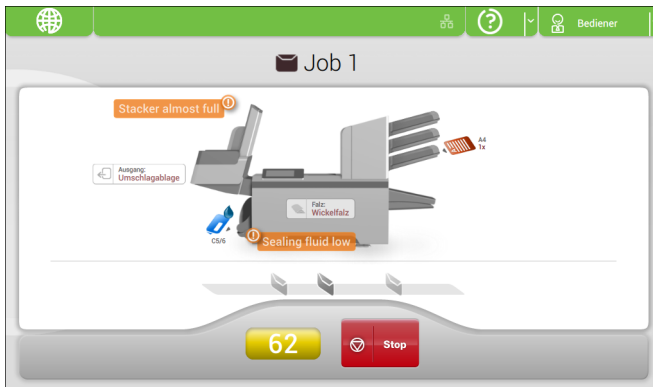 Bediener
Job 1
Stacker almost full
A4
1x
Ausgang:
Umschlagablage
Falz:
Wickelfalz
C5/6
Sealing fluid low
62
Stop